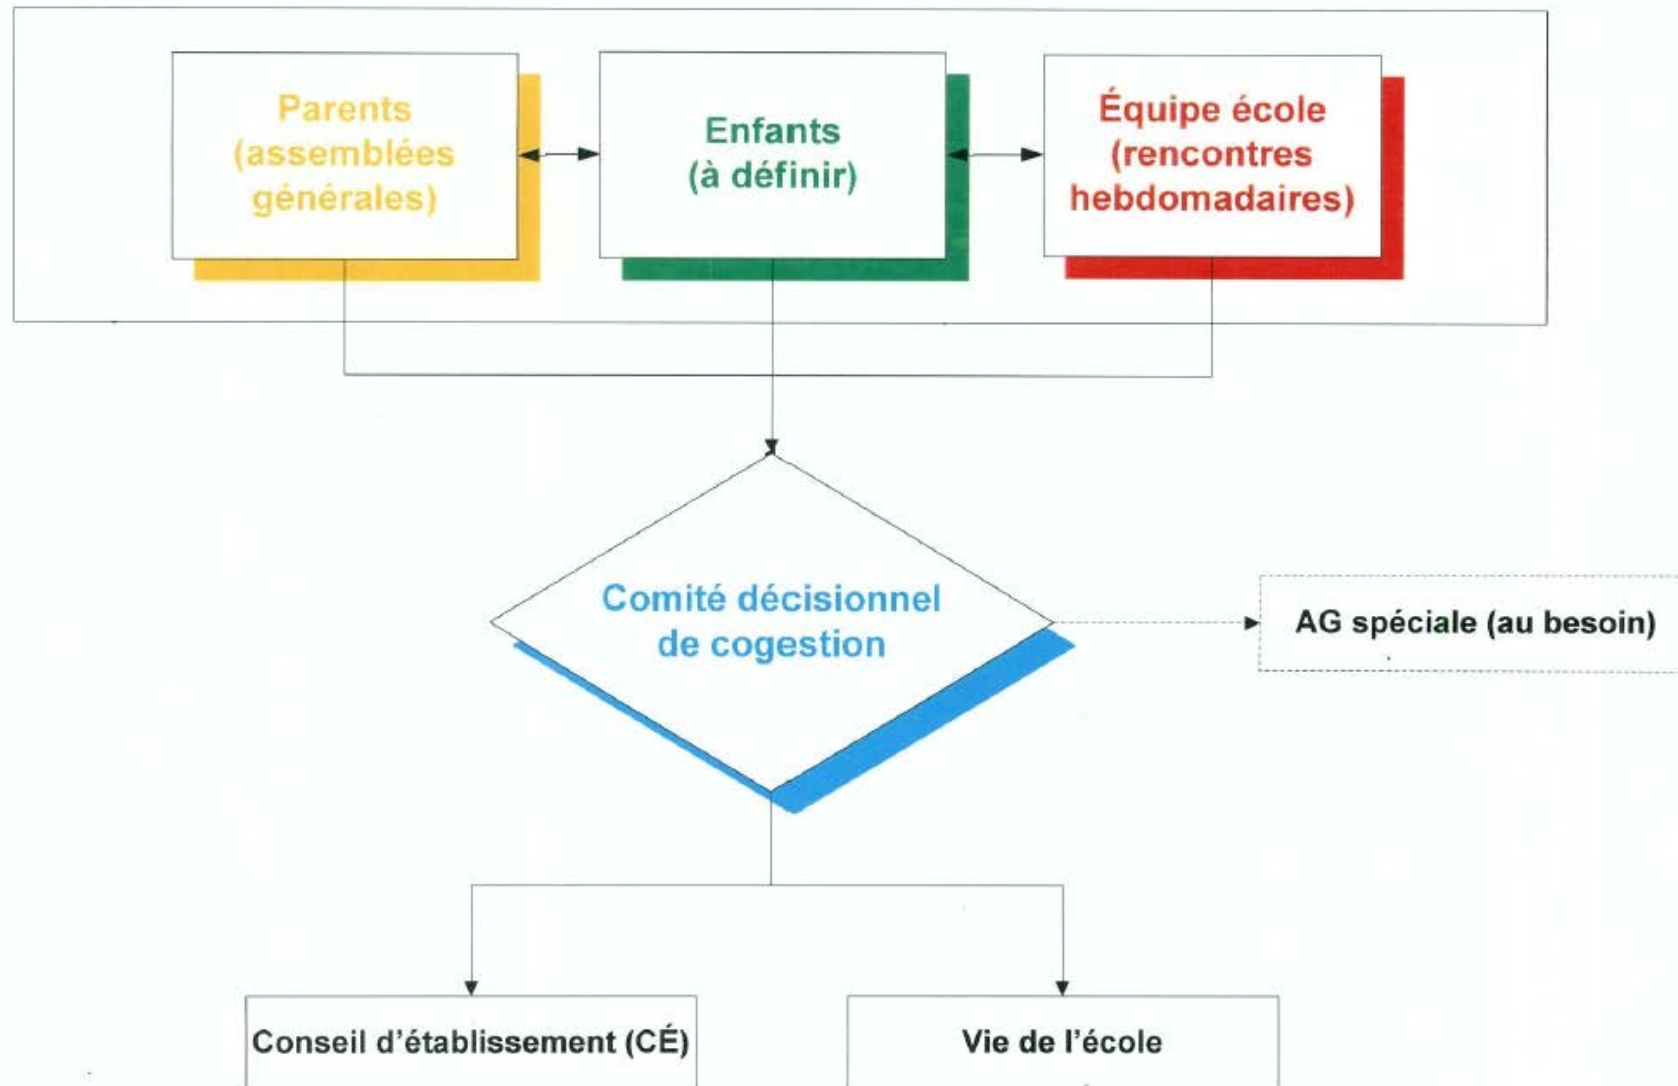 Parents
(assemblées
générales)
Enfants
(à définir)
Équipe école
(rencontres
hebdomadaires)
Comité décisionnel
de cogestion
AG spéciale (au besoin)
Conseil d'établissement (CÉ)
Vie de l'école